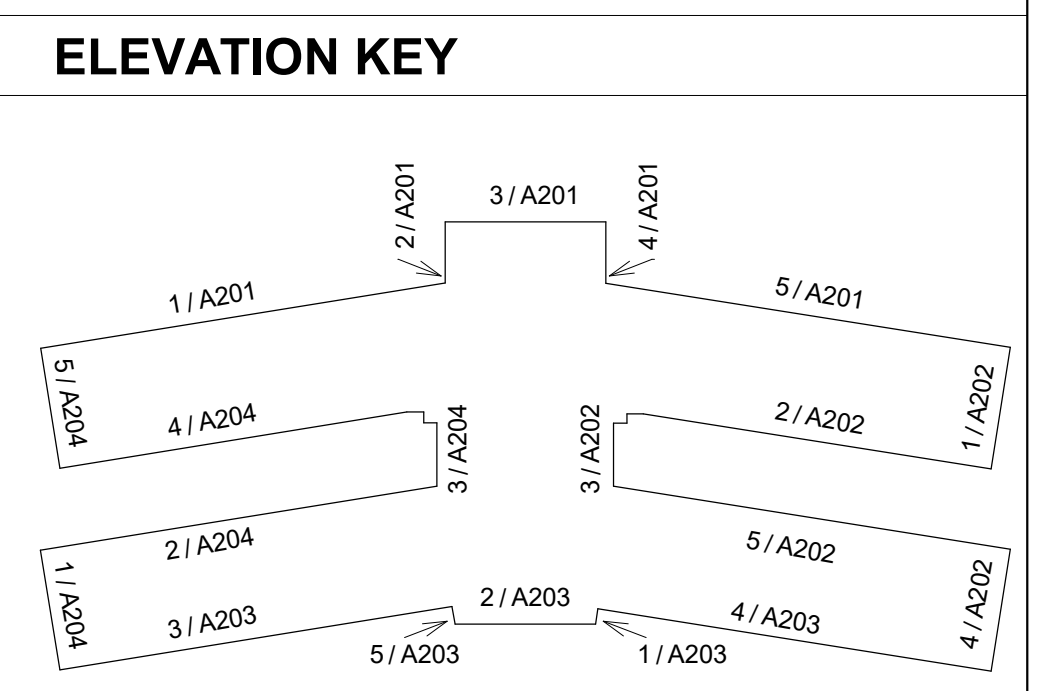 ELEVATION KEY
2 / A201
3 / A201
4 / A201
1 / A201
5 / A201
5 / A204
4 / A204
3 / A204
3 / A202
2 / A202
1 / A202
2 / A204
5 / A202
1 / A204
3 / A203
2 / A203
4 / A203
4 / A202
5 / A203
1 / A203